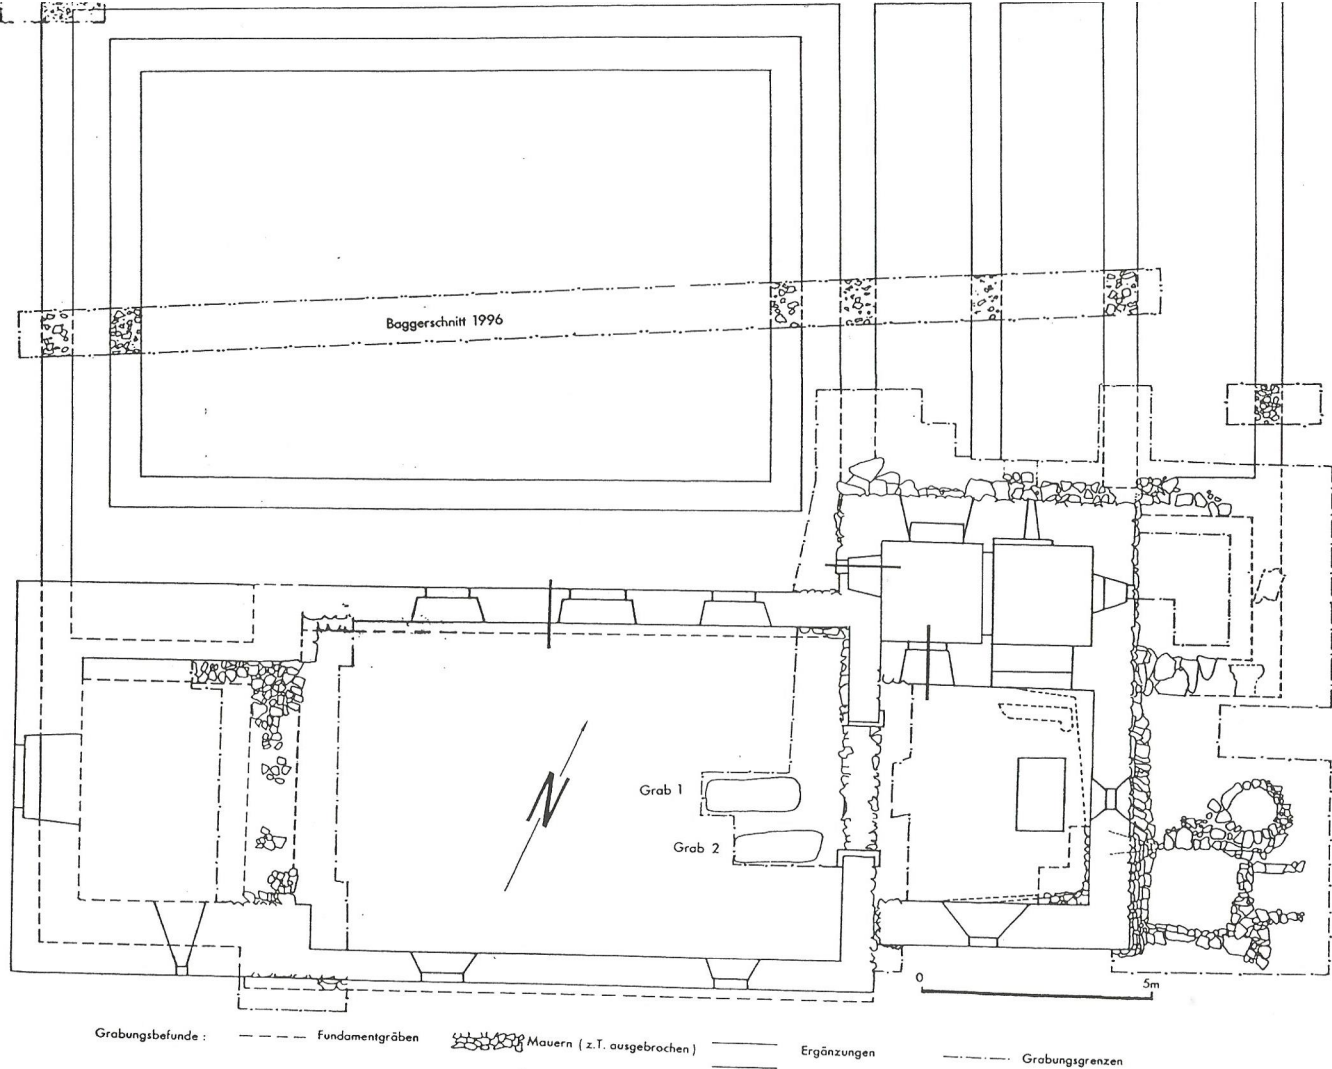 Baggerschnitt 1996
N
Grab 1
Grab 2
0 5m
Grabungsbefunde : Fundamentgräben Mauern ( z.T. ausgebrochen ) Ergänzungen Grabungsgrenzen